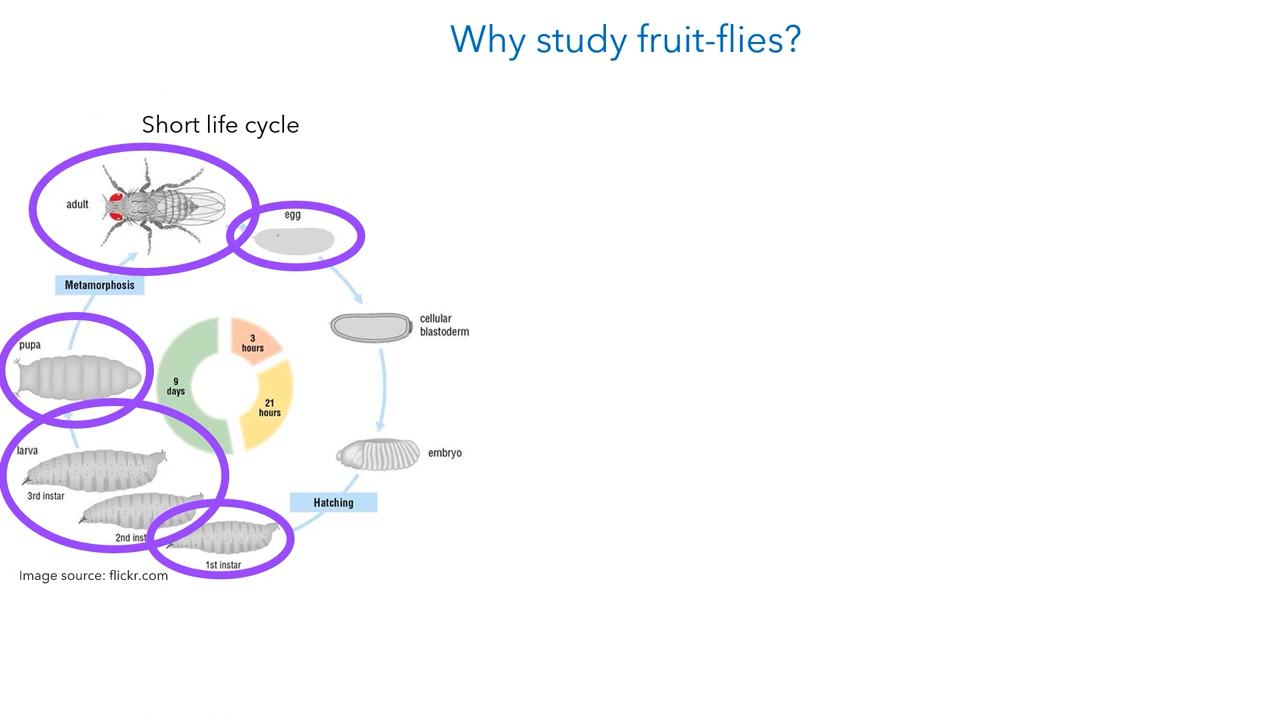 Why study fruit-flies?
Short life cycle
adult
egg
Metamorphosis
cellular
blastoderm
pupa
3
hours
9
days
21
hours
larva
embryo
3rd instar
Hatching
2nd inst
1st instar
Image source: flickr.com